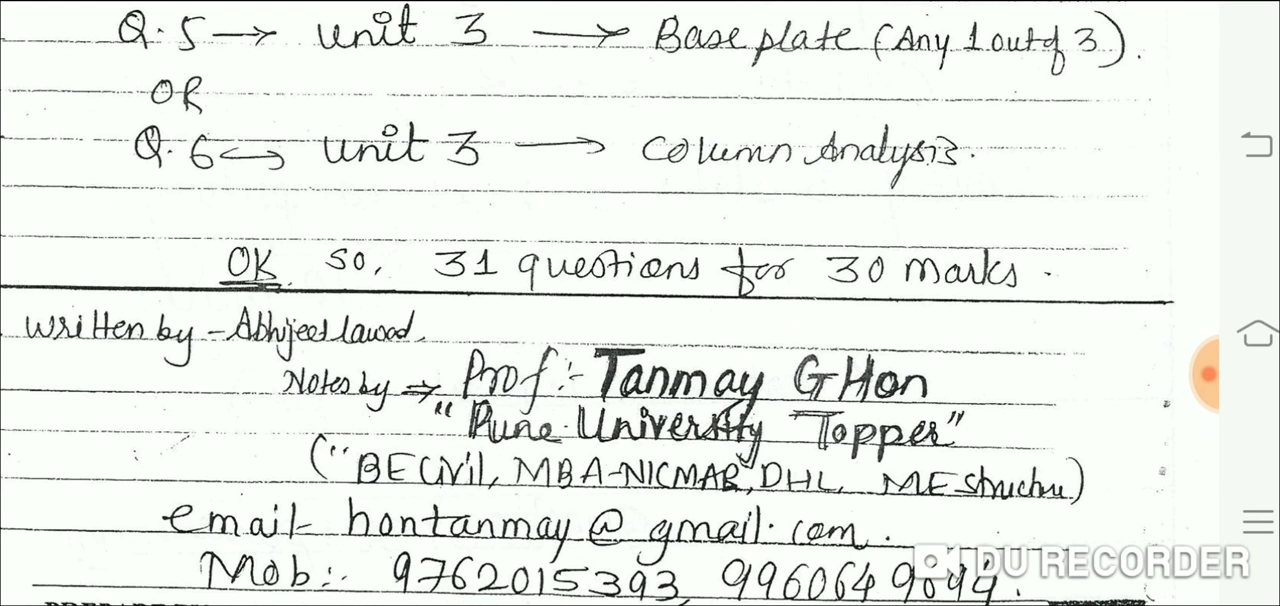 Q.5 → Unit 3 → Base plate (Any 1 out of 3).
OR
Q.6 ↔ Unit 3 → Column Analysis.
OK so, 31 questions for 30 marks.
Written by - Abhijeet
Notes by ⇒ Prof :- Tanmay G Hon
"Pune University Topper"
("BE Civil, MBA-NICMAR, DHL, ME structure)
email- hontanmay@gmail.com.
Mob :- 9762015393, 9960649094.
DU RECORDER